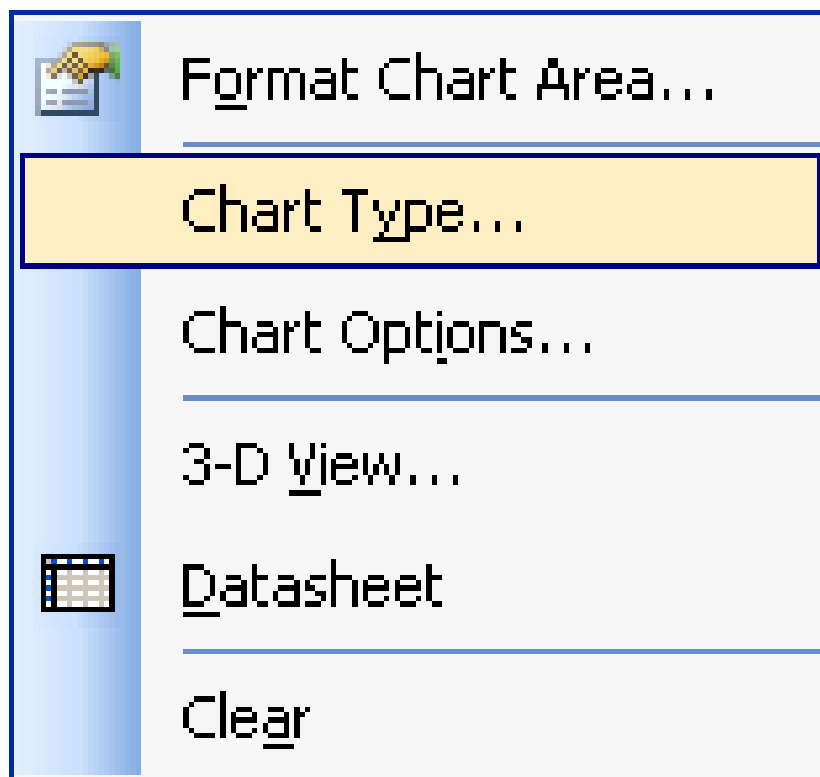 Format Chart Area...
Chart Type...
Chart Options...
3-D View...
Datasheet
Clear